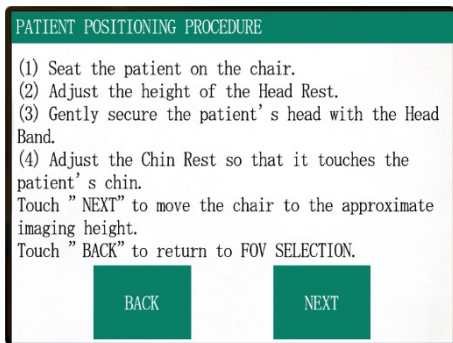 PATIENT POSITIONING PROCEDURE
(1) Seat the patient on the chair.
(2) Adjust the height of the Head Rest.
(3) Gently secure the patient's head with the Head
Band.
(4) Adjust the Chin Rest so that it touches the
patient's chin.
Touch "NEXT" to move the chair to the approximate
imaging height.
Touch "BACK" to return to FOV SELECTION.
BACK NEXT